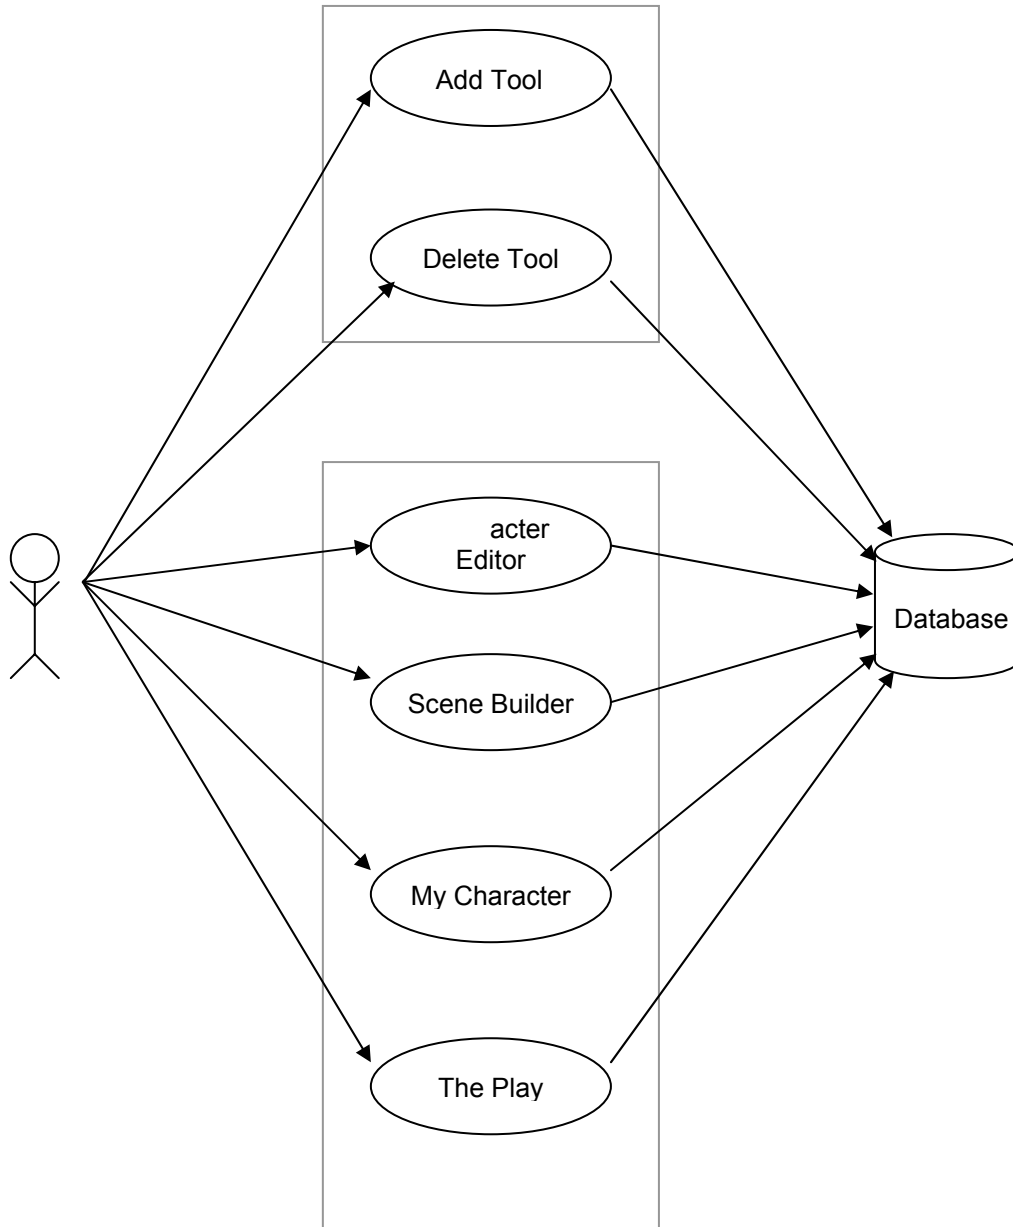 Add Tool
Delete Tool
acter
Editor
Database
Scene Builder
My Character
The Play